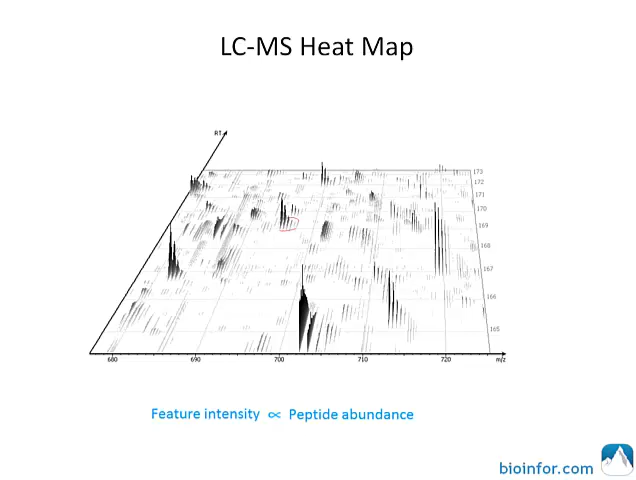 LC-MS Heat Map
RT
173
172
171
170
169
168
167
166
165
680 690 700 710 720 m/z
Feature intensity ∝ Peptide abundance
bioinfor.com